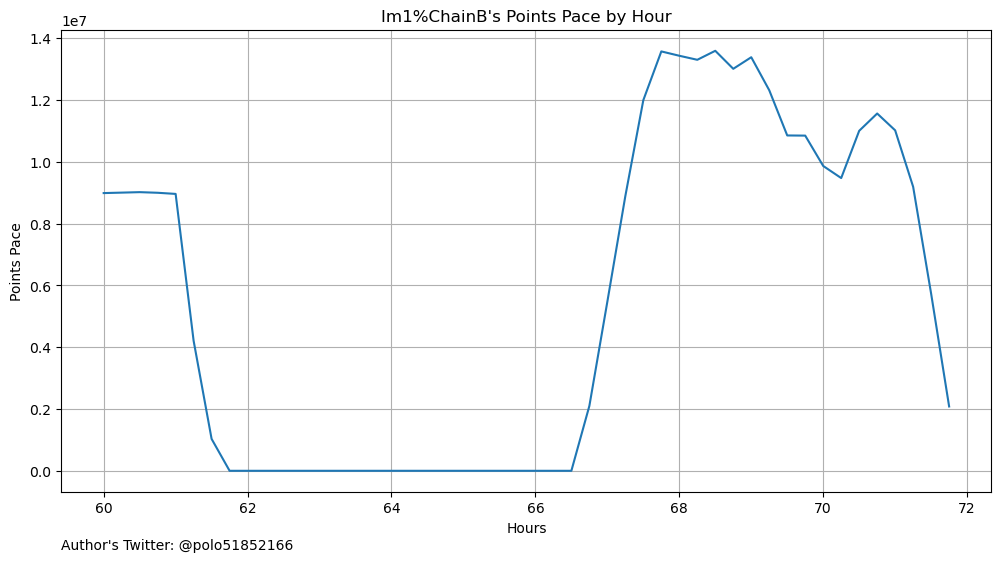 Im1%ChainB's Points Pace by Hour
1e7
1.4
1.2
1.0
0.8
0.6
0.4
0.2
0.0
Points Pace
60 62 64 66 68 70 72
Hours
Author's Twitter: @polo51852166